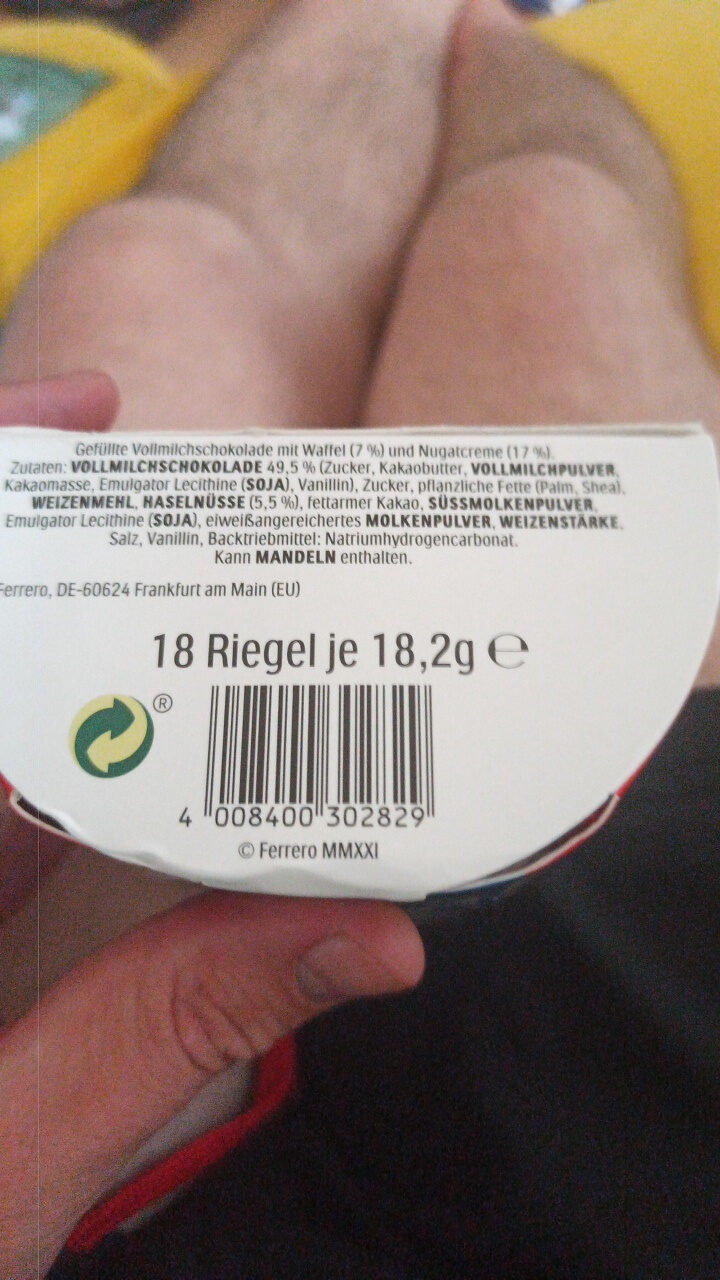 Gefüllte Vollmilchschokolade mit Waffel (7 %) und Nugatcreme (17 %).
Zutaten: VOLLMILCHSCHOKOLADE 49,5 % (Zucker, Kakaobutter, VOLLMILCHPULVER,
Kakaomasse, Emulgator Lecithine (SOJA), Vanillin), Zucker, pflanzliche Fette (Palm, Shea),
WEIZENMEHL, HASELNÜSSE (5,5 %), fettarmer Kakao, SÜSSMOLKENPULVER,
Emulgator Lecithine (SOJA), eiweißangereichertes MOLKENPULVER, WEIZENSTÄRKE,
Salz, Vanillin, Backtriebmittel: Natriumhydrogencarbonat.
Kann MANDELN enthalten.
Ferrero, DE-60624 Frankfurt am Main (EU)
18 Riegel je 18,2g ℮
®
4 008400 302829
© Ferrero MMXXI